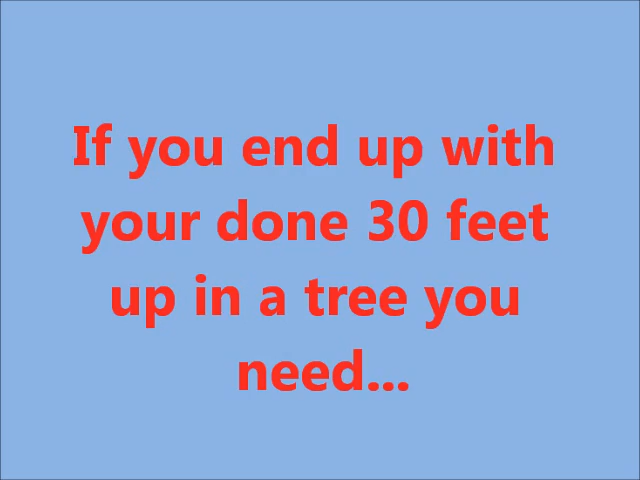 If you end up with
your done 30 feet
up in a tree you
need...